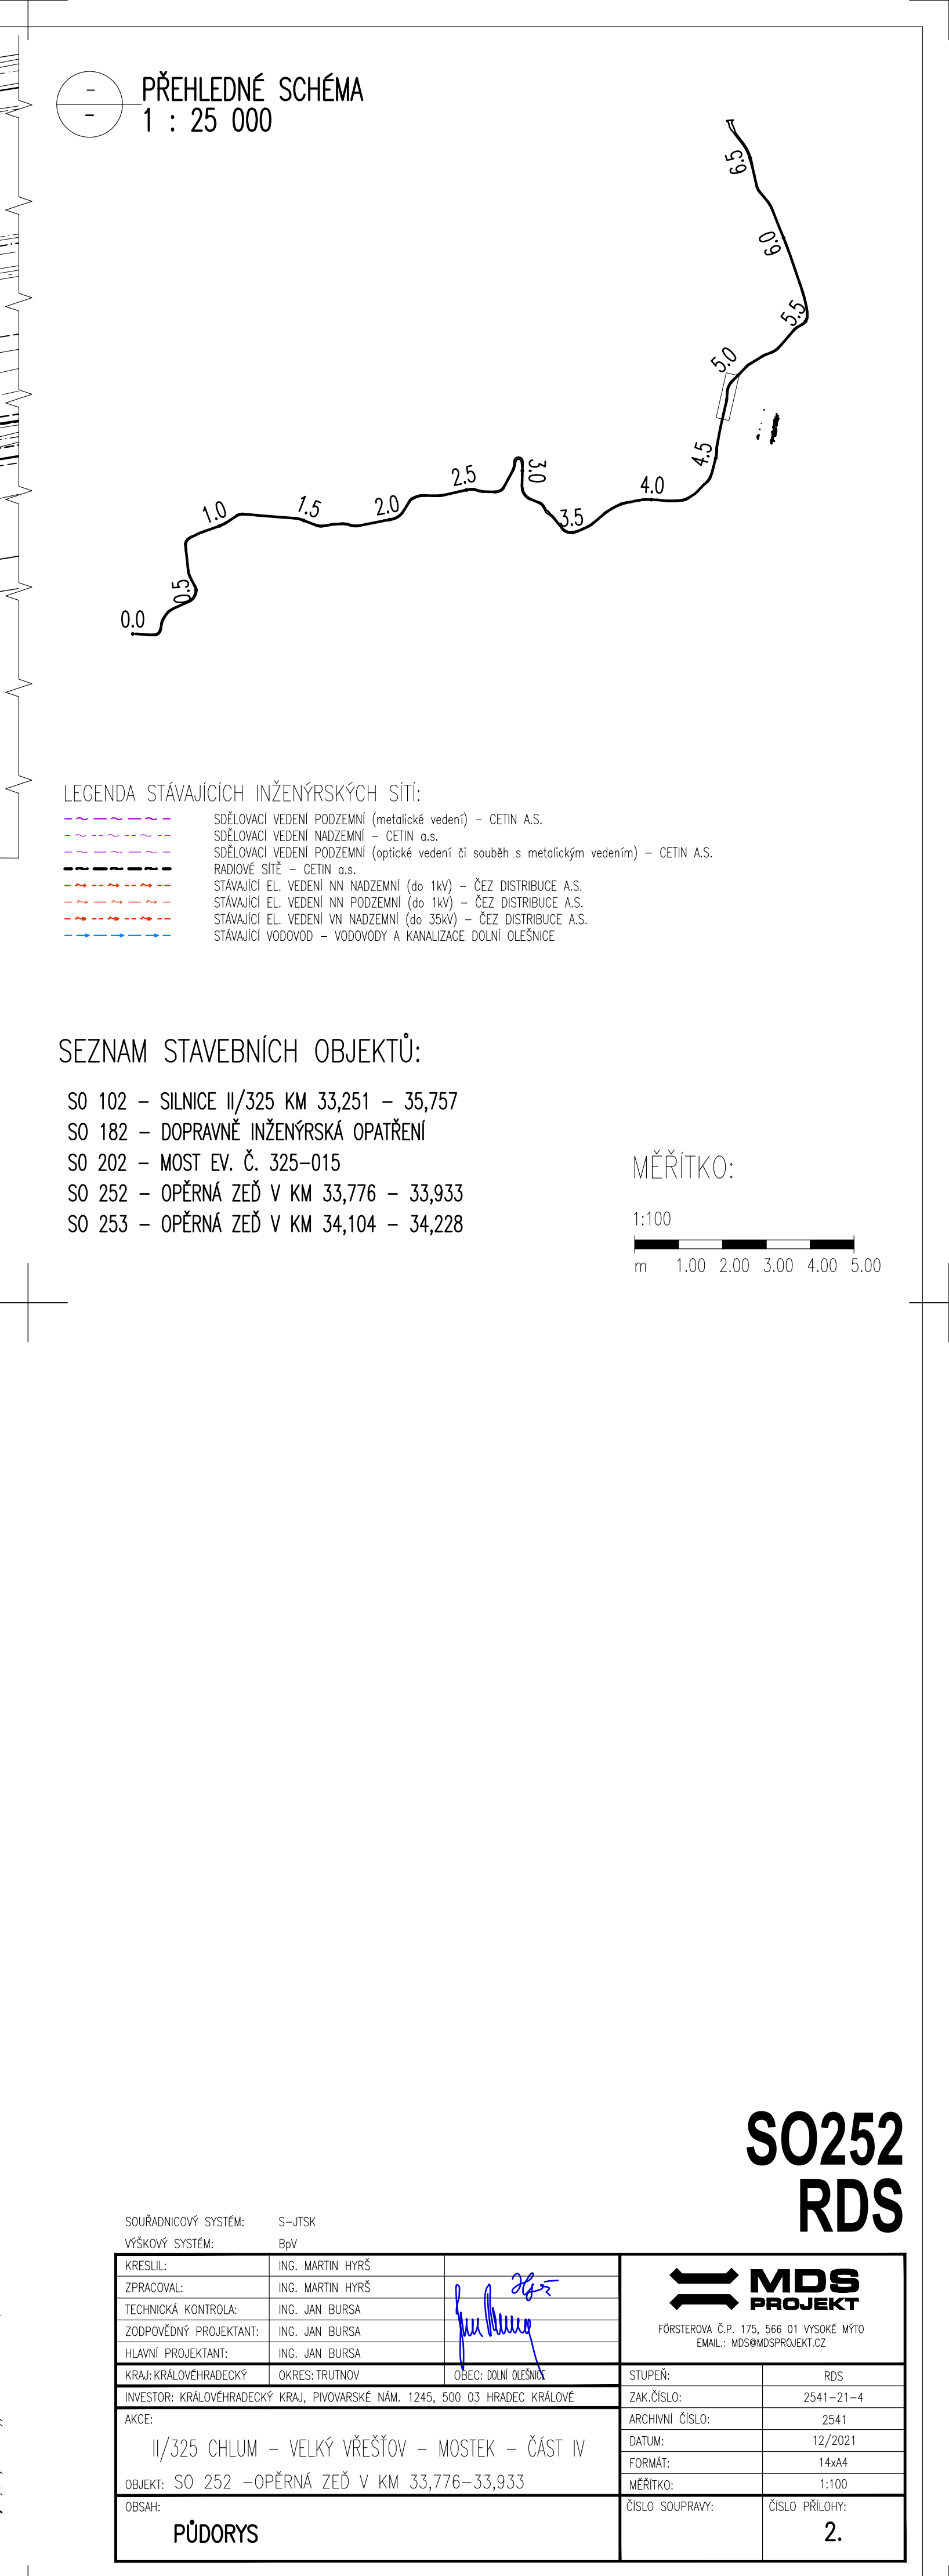 PŘEHLEDNÉ SCHÉMA
1 : 25 000
6.5
6.0
5.5
5.0
4.5
4.0
3.5
3.0
2.5
2.0
1.5
1.0
0.5
0.0
LEGENDA STÁVAJÍCÍCH INŽENÝRSKÝCH SÍTÍ:
SDĚLOVACÍ VEDENÍ PODZEMNÍ (metalické vedení) – CETIN A.S.
SDĚLOVACÍ VEDENÍ NADZEMNÍ – CETIN a.s.
SDĚLOVACÍ VEDENÍ PODZEMNÍ (optické vedení či souběh s metalickým vedením) – CETIN A.S.
RADIOVÉ SÍTĚ – CETIN a.s.
STÁVAJÍCÍ EL. VEDENÍ NN NADZEMNÍ (do 1kV) – ČEZ DISTRIBUCE A.S.
STÁVAJÍCÍ EL. VEDENÍ NN PODZEMNÍ (do 1kV) – ČEZ DISTRIBUCE A.S.
STÁVAJÍCÍ EL. VEDENÍ VN NADZEMNÍ (do 35kV) – ČEZ DISTRIBUCE A.S.
STÁVAJÍCÍ VODOVOD – VODOVODY A KANALIZACE DOLNÍ OLEŠNICE
SEZNAM STAVEBNÍCH OBJEKTŮ:
SO 102 – SILNICE II/325 KM 33,251 – 35,757
SO 182 – DOPRAVNĚ INŽENÝRSKÁ OPATŘENÍ
SO 202 – MOST EV. Č. 325-015
SO 252 – OPĚRNÁ ZEĎ V KM 33,776 – 33,933
SO 253 – OPĚRNÁ ZEĎ V KM 34,104 – 34,228
MĚŘÍTKO:
1:100
m 1.00 2.00 3.00 4.00 5.00
SO252
RDS
SOUŘADNICOVÝ SYSTÉM: S-JTSK
VÝŠKOVÝ SYSTÉM: BpV
KRESLIL: ING. MARTIN HYRŠ
ZPRACOVAL: ING. MARTIN HYRŠ
TECHNICKÁ KONTROLA: ING. JAN BURSA
ZODPOVĚDNÝ PROJEKTANT: ING. JAN BURSA
HLAVNÍ PROJEKTANT: ING. JAN BURSA
MDS
PROJEKT
FÖRSTEROVA Č.P. 175, 566 01 VYSOKÉ MÝTO
EMAIL.: MDS@MDSPROJEKT.CZ
KRAJ: KRÁLOVÉHRADECKÝ OKRES: TRUTNOV OBEC: DOLNÍ OLEŠNICE
INVESTOR: KRÁLOVÉHRADECKÝ KRAJ, PIVOVARSKÉ NÁM. 1245, 500 03 HRADEC KRÁLOVÉ
AKCE:
II/325 CHLUM – VELKÝ VŘEŠŤOV – MOSTEK – ČÁST IV
OBJEKT: SO 252 –OPĚRNÁ ZEĎ V KM 33,776-33,933
OBSAH:
PŮDORYS
STUPEŇ: RDS
ZAK.ČÍSLO: 2541-21-4
ARCHIVNÍ ČÍSLO: 2541
DATUM: 12/2021
FORMÁT: 14xA4
MĚŘÍTKO: 1:100
ČÍSLO SOUPRAVY: ČÍSLO PŘÍLOHY:
2.